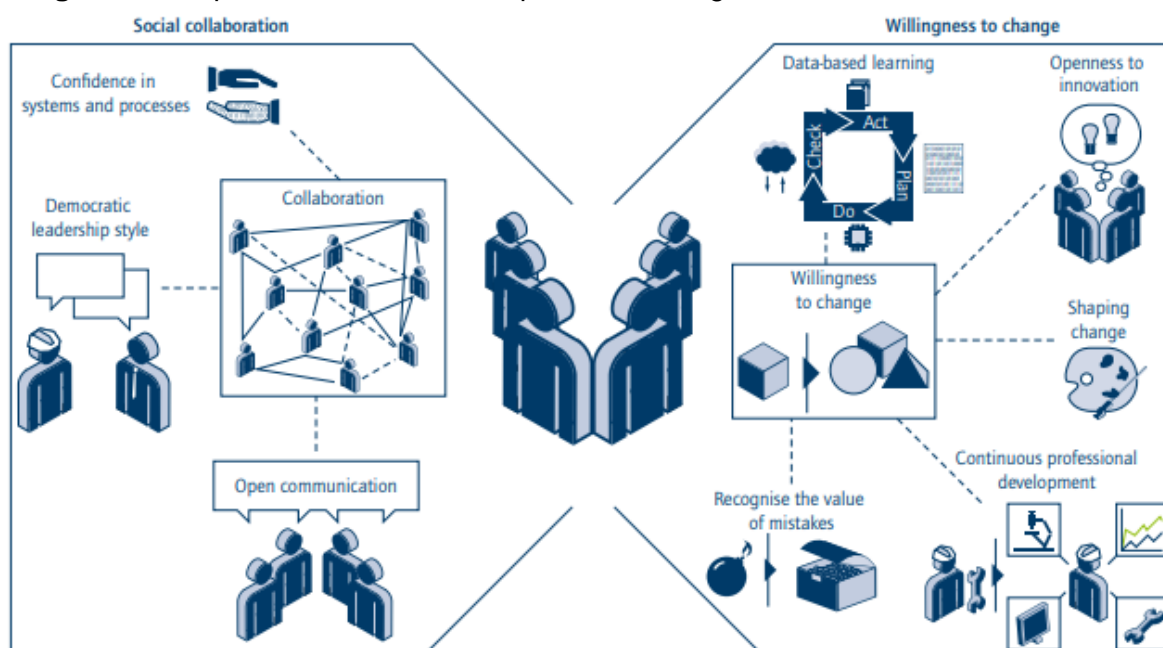 Social collaboration
Confidence in
systems and processes
Democratic
leadership style
Collaboration
Open communication
Willingness to change
Data-based learning
Act
Plan
Do
Check
Openness to
innovation
Willingness
to change
Shaping
change
Recognise the value
of mistakes
Continuous professional
development